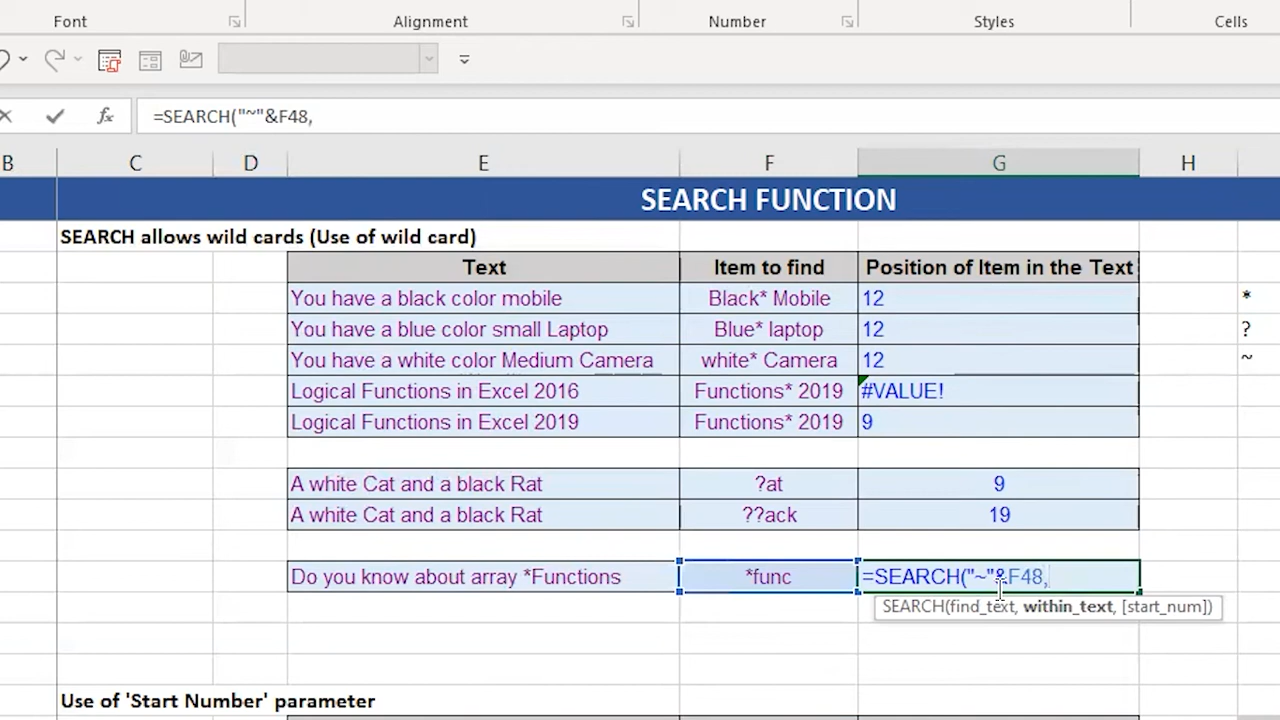 Font Alignment Number Styles Cells
fx =SEARCH("~"&F48,
B C D E F G H
SEARCH FUNCTION
SEARCH allows wild cards (Use of wild card)
Text Item to find Position of Item in the Text
You have a black color mobile Black* Mobile 12 *
You have a blue color small Laptop Blue* laptop 12 ?
You have a white color Medium Camera white* Camera 12 ~
Logical Functions in Excel 2016 Functions* 2019 #VALUE!
Logical Functions in Excel 2019 Functions* 2019 9
A white Cat and a black Rat ?at 9
A white Cat and a black Rat ??ack 19
Do you know about array *Functions *func =SEARCH("~"&F48,
SEARCH(find_text, within_text, [start_num])
Use of 'Start Number' parameter